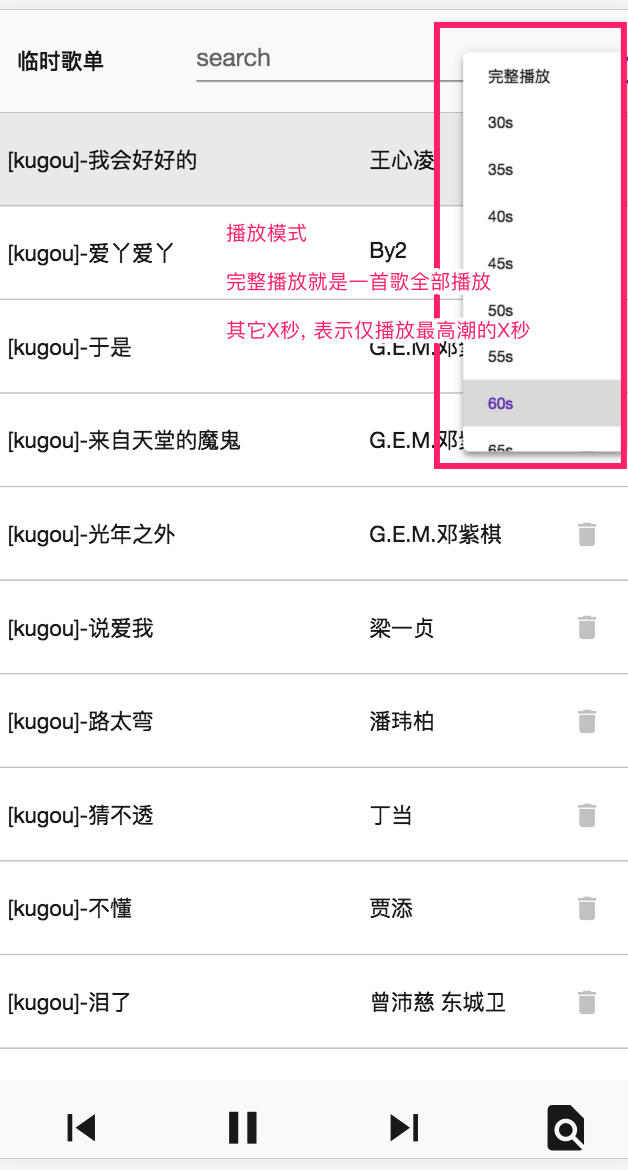 临时歌单
search
完整播放
30s
35s
40s
45s
50s
55s
60s
65s
[kugou]-我会好好的 王心凌
[kugou]-爱丫爱丫 By2
播放模式
完整播放就是一首歌全部播放
其它X秒, 表示仅播放最高潮的X秒
[kugou]-于是 G.E.M.邓紫
[kugou]-来自天堂的魔鬼 G.E.M.邓紫
[kugou]-光年之外 G.E.M.邓紫棋
[kugou]-说爱我 梁一贞
[kugou]-路太弯 潘玮柏
[kugou]-猜不透 丁当
[kugou]-不懂 贾添
[kugou]-泪了 曾沛慈 东城卫